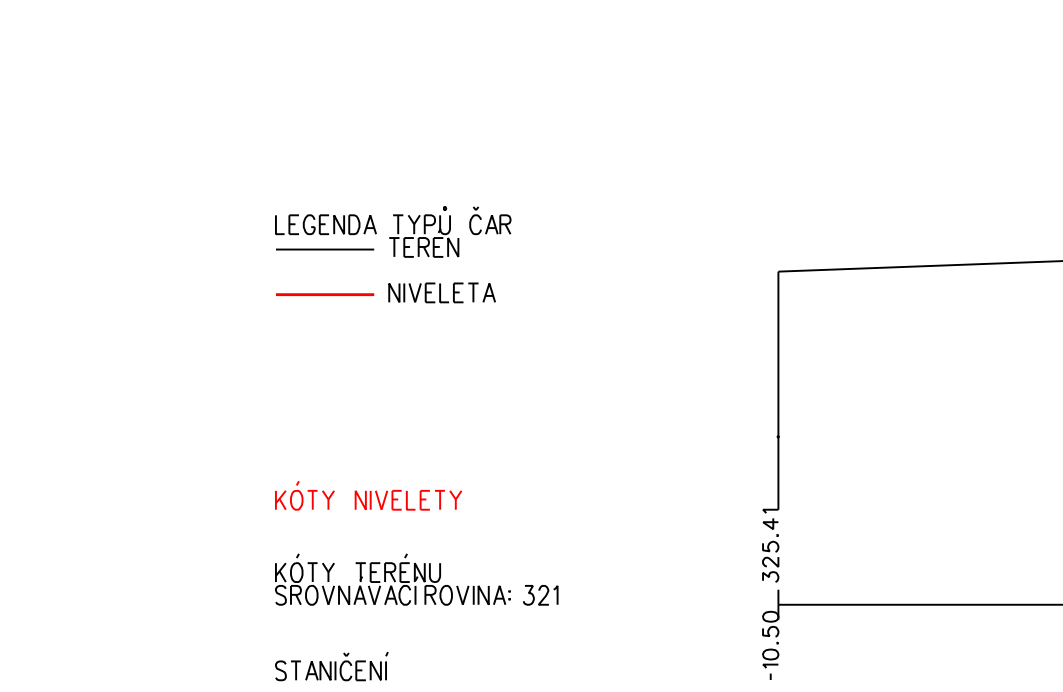 LEGENDA TYPŮ ČAR
TERÉN
NIVELETA
KÓTY NIVELETY
325.41
KÓTY TERÉNU
SROVNÁVACÍ ROVINA: 321
-10.50
STANIČENÍ